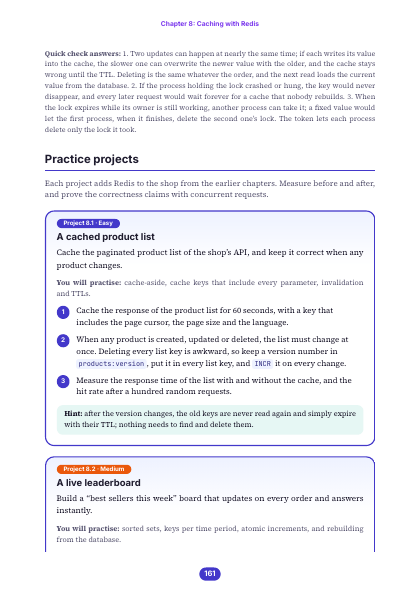 Chapter 8: Caching with Redis
Quick check answers: 1. Two updates can happen at nearly the same time; if each writes its value
into the cache, the slower one can overwrite the newer value with the older, and the cache stays
wrong until the TTL. Deleting is the same whatever the order, and the next read loads the current
value from the database. 2. If the process holding the lock crashed or hung, the key would never
disappear, and every later request would wait forever for a cache that nobody rebuilds. 3. When
the lock expires while its owner is still working, another process can take it; a fixed value would
let the first process, when it finishes, delete the second one's lock. The token lets each process
delete only the lock it took.
Practice projects
Each project adds Redis to the shop from the earlier chapters. Measure before and after,
and prove the correctness claims with concurrent requests.
Project 8.1 · Easy
A cached product list
Cache the paginated product list of the shop's API, and keep it correct when any
product changes.
You will practise: cache-aside, cache keys that include every parameter, invalidation
and TTLs.
1 Cache the response of the product list for 60 seconds, with a key that
includes the page cursor, the page size and the language.
2 When any product is created, updated or deleted, the list must change at
once. Deleting every list key is awkward, so keep a version number in
products:version, put it in every list key, and INCR it on every change.
3 Measure the response time of the list with and without the cache, and the
hit rate after a hundred random requests.
Hint: after the version changes, the old keys are never read again and simply expire
with their TTL; nothing needs to find and delete them.
Project 8.2 · Medium
A live leaderboard
Build a “best sellers this week” board that updates on every order and answers
instantly.
You will practise: sorted sets, keys per time period, atomic increments, and rebuilding
from the database.
161